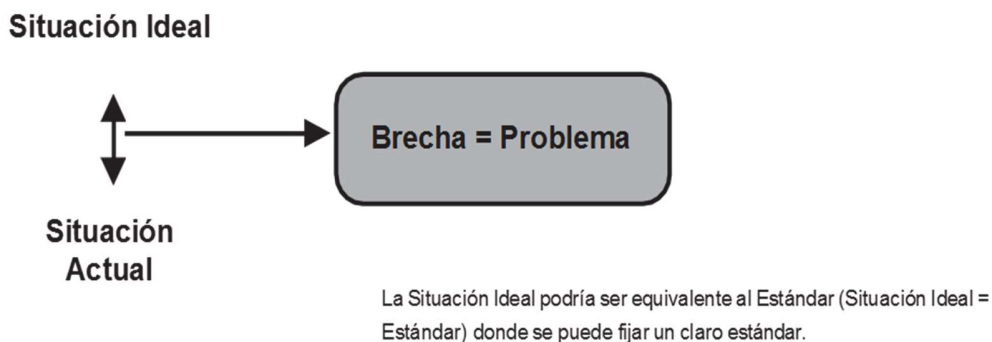 Situación Ideal
Brecha = Problema
Situación
Actual
La Situación Ideal podría ser equivalente al Estándar (Situación Ideal =
Estándar) donde se puede fijar un claro estándar.